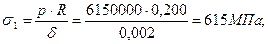 σ₁ = p · R / δ = 6150000 · 0,200 / 0,002 = 615 МПа,